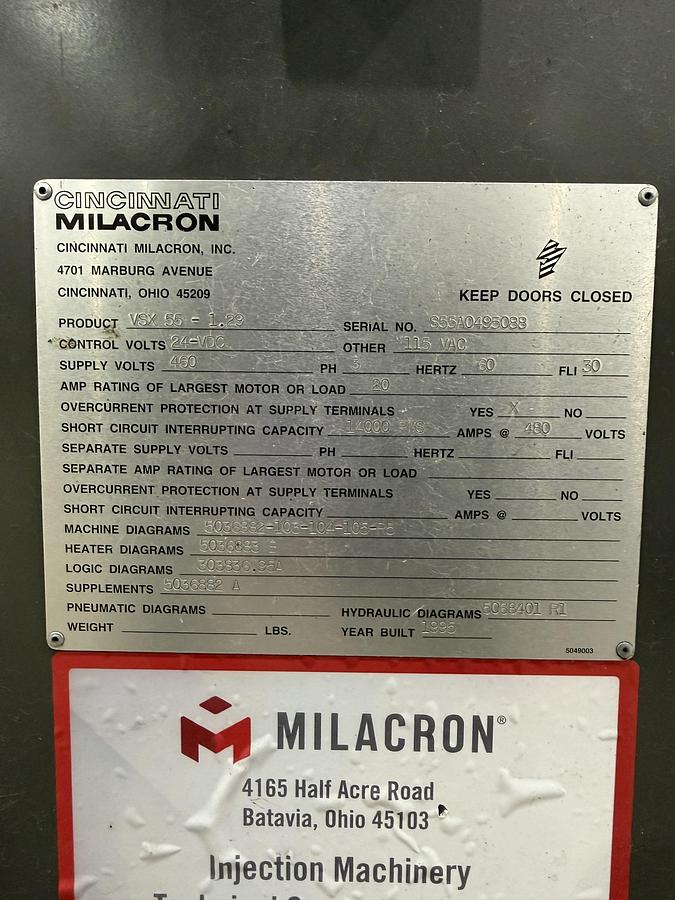 CINCINNATI
MILACRON
CINCINNATI MILACRON, INC.
4701 MARBURG AVENUE
CINCINNATI, OHIO 45209
KEEP DOORS CLOSED
PRODUCT VSX 55 - 1.29 SERIAL NO. S55A0495088
CONTROL VOLTS 24-VDC OTHER 115 VAC
SUPPLY VOLTS 460 PH 3 HERTZ 60 FLI 30
AMP RATING OF LARGEST MOTOR OR LOAD 20
OVERCURRENT PROTECTION AT SUPPLY TERMINALS YES X NO
SHORT CIRCUIT INTERRUPTING CAPACITY 14000 RMS AMPS @ 480 VOLTS
SEPARATE SUPPLY VOLTS PH HERTZ FLI
SEPARATE AMP RATING OF LARGEST MOTOR OR LOAD
OVERCURRENT PROTECTION AT SUPPLY TERMINALS YES NO
SHORT CIRCUIT INTERRUPTING CAPACITY AMPS @ VOLTS
MACHINE DIAGRAMS
HEATER DIAGRAMS
LOGIC DIAGRAMS
SUPPLEMENTS 5036882 A
PNEUMATIC DIAGRAMS HYDRAULIC DIAGRAMS 5068401 R1
WEIGHT LBS. YEAR BUILT 1995
5049003
MILACRON®
4165 Half Acre Road
Batavia, Ohio 45103
Injection Machinery